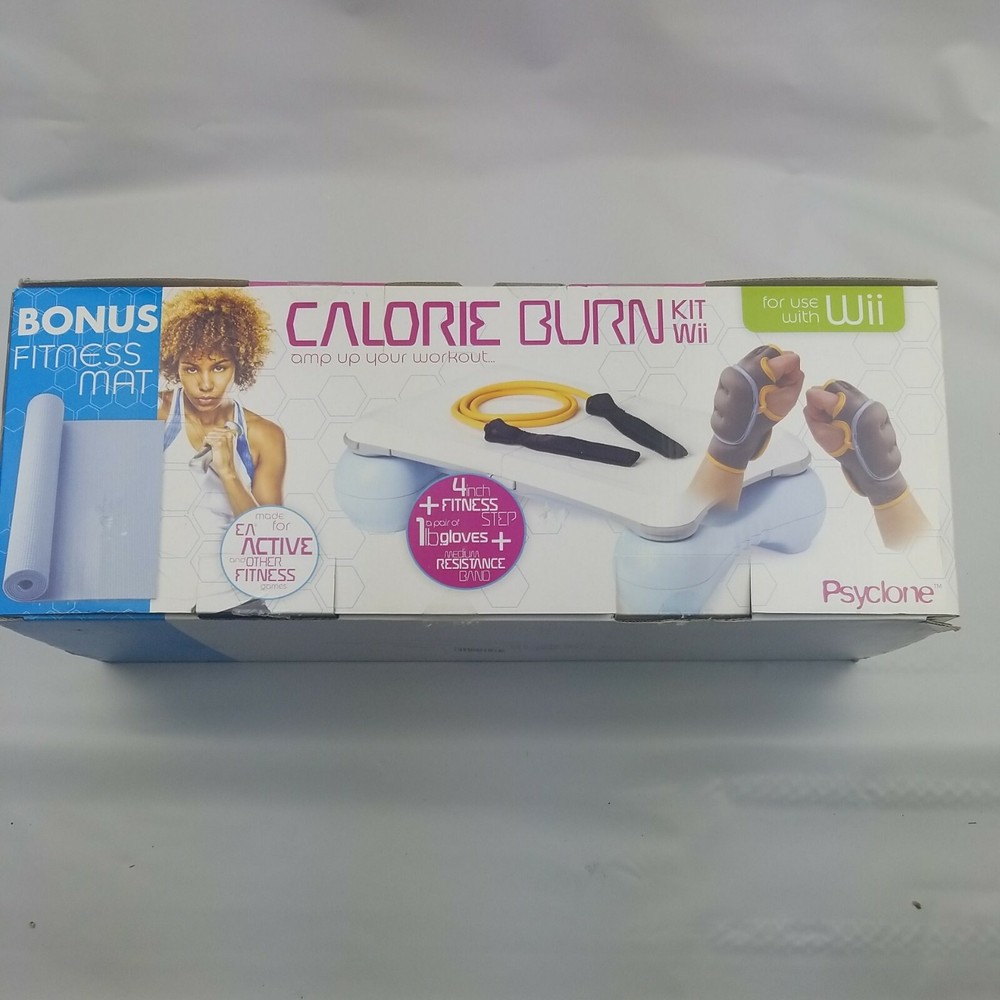 BONUS
FITNESS
MAT
CALORIE BURN KIT
Wii
amp up your workout...
for use
with Wii
made
for
EA
ACTIVE
and OTHER
FITNESS
games
4inch
+ FITNESS
STEP
a pair of
1lb gloves +
MEDIUM
RESISTANCE
BAND
Psyclone™